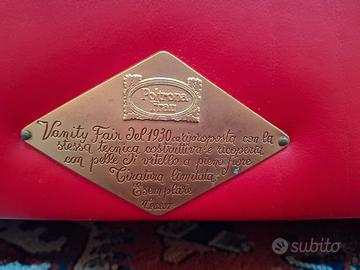 Poltrona
Frau
Vanity Fair del 1930 è riproposta con la
stessa tecnica costruttiva e ricoperta
con pelle di vitello a pieno fiore
Tiratura limitata
Esemplare
subito